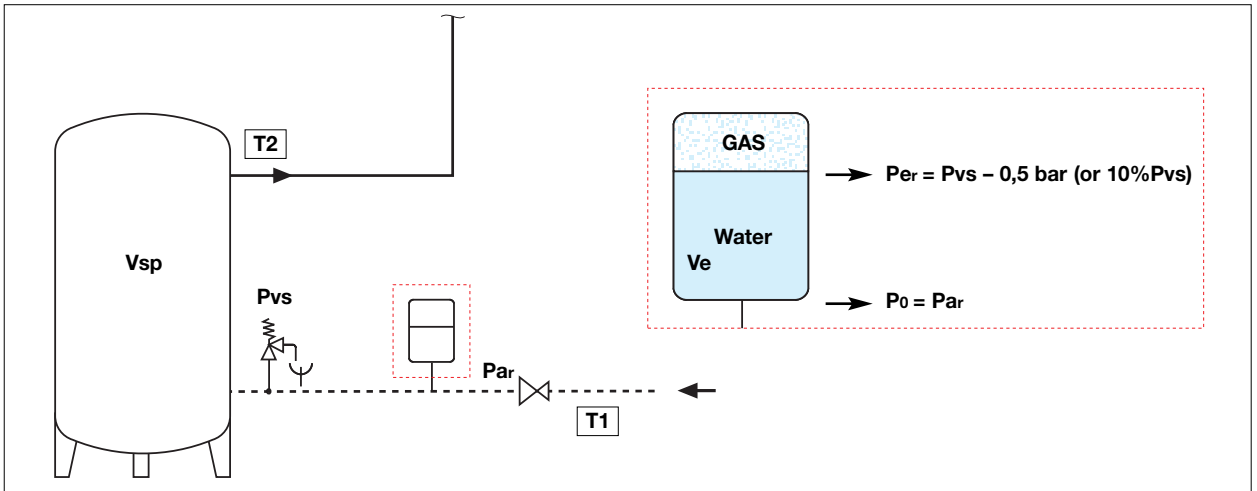 T2
GAS
Per = Pvs – 0,5 bar (or 10%Pvs)
Water
Ve
Vsp
Pvs
P0 = Par
Par
T1